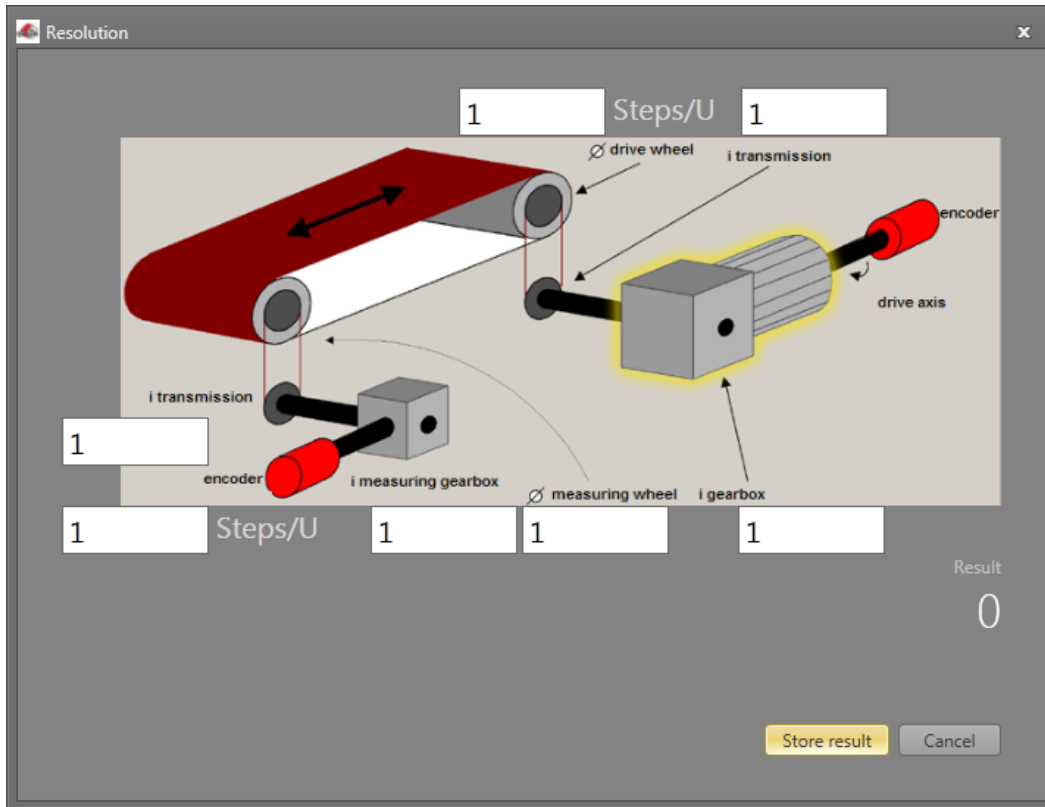 Resolution
x
1 Steps/U 1
Ø drive wheel
i transmission
encoder
drive axis
i transmission
1
encoder
i measuring gearbox
Ø measuring wheel
i gearbox
1 Steps/U 1 1 1
Result
0
Store result Cancel